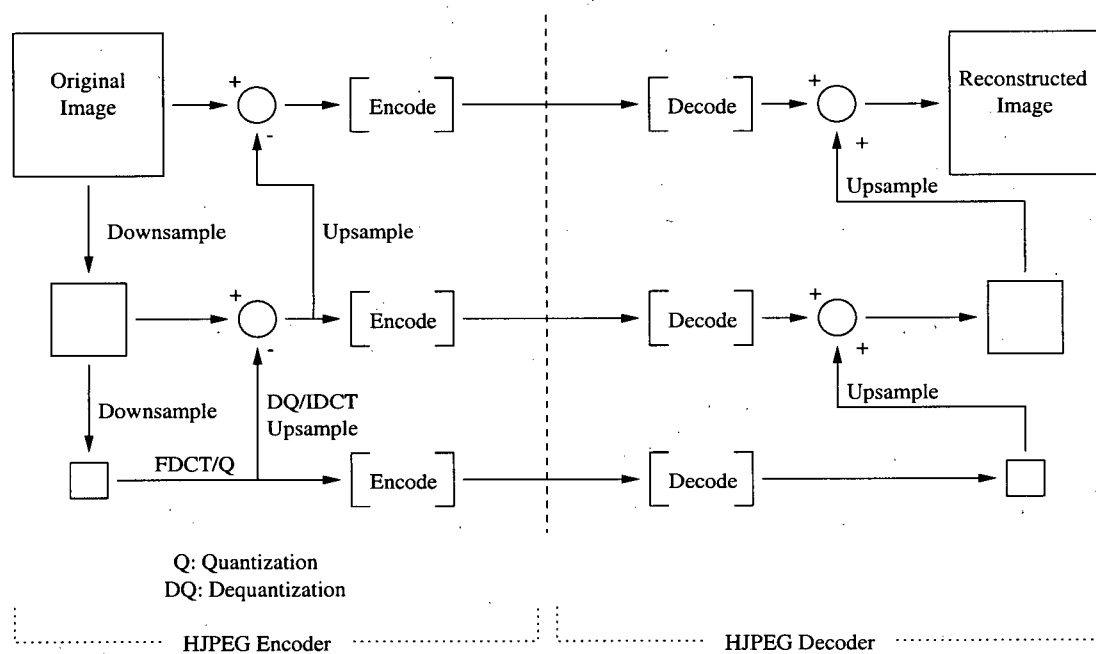 Original
Image
+
-
Encode
Decode
+
+
Reconstructed
Image
Downsample
Upsample
Upsample
+
-
Encode
Decode
+
+
Downsample
DQ/IDCT
Upsample
Upsample
FDCT/Q
Encode
Decode
Q: Quantization
DQ: Dequantization
HJPEG Encoder
HJPEG Decoder